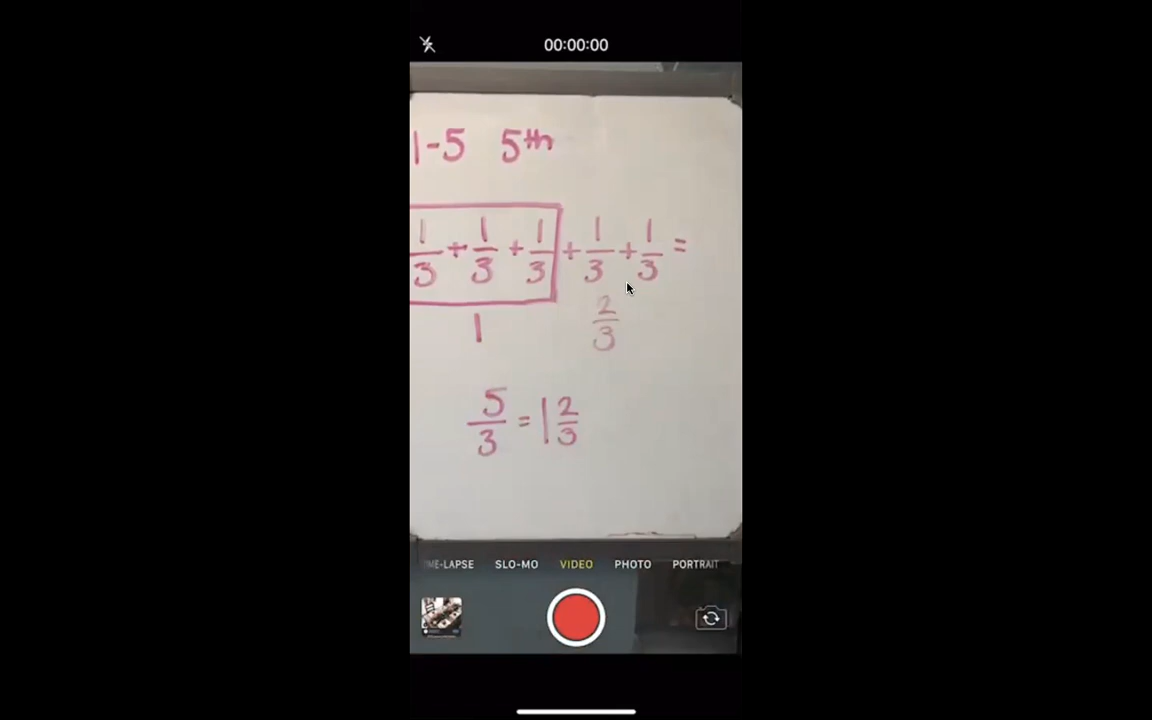 00:00:00
1-5 5th
1/3 + 1/3 + 1/3 + 1/3 + 1/3 =
1 2/3
5/3 = 1 2/3
ME-LAPSE SLO-MO VIDEO PHOTO PORTRAIT